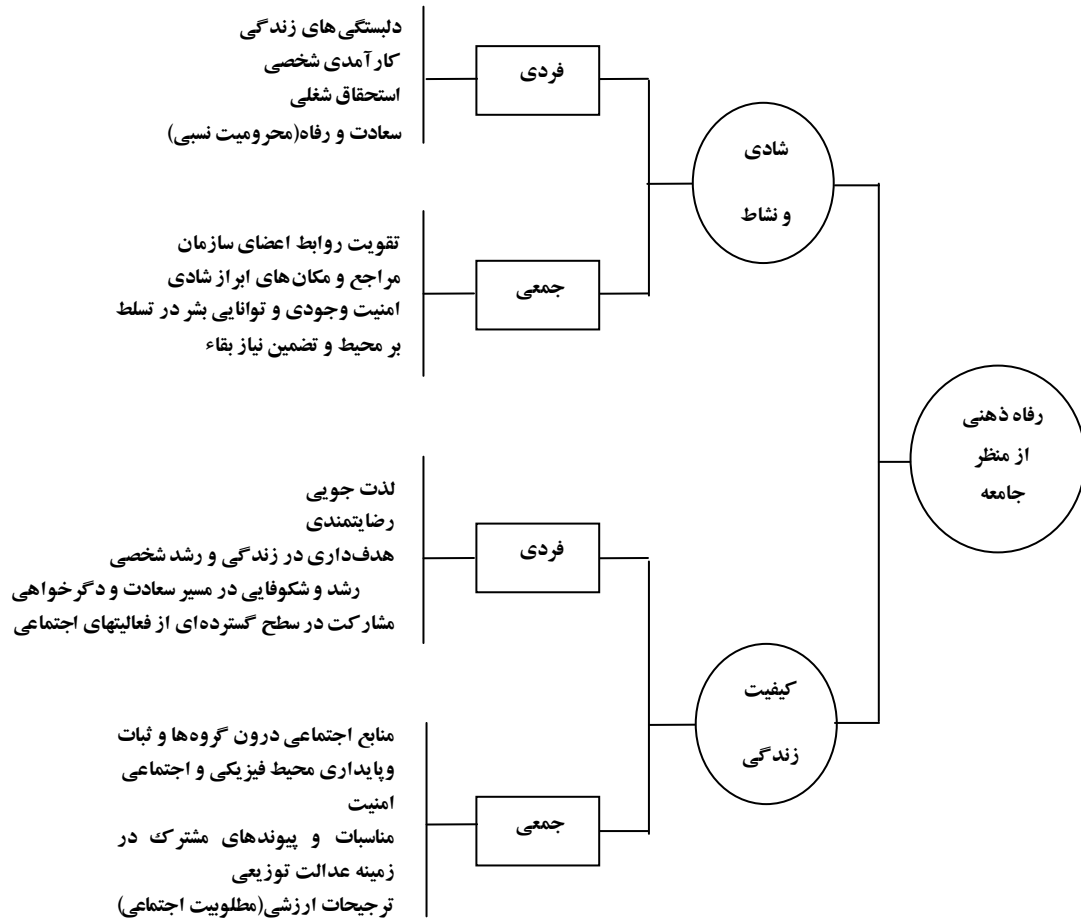 رفاه ذهنی
از منظر
جامعه
شادی
و نشاط
فردی
دلبستگی‌های زندگی
کارآمدی شخصی
استحقاق شغلی
سعادت و رفاه(محرومیت نسبی)
جمعی
تقویت روابط اعضای سازمان
مراجع و مکان‌های ابراز شادی
امنیت وجودی و توانایی بشر در تسلط
بر محیط و تضمین نیاز بقاء
کیفیت
زندگی
فردی
لذت جویی
رضایتمندی
هدف‌داری در زندگی و رشد شخصی
رشد و شکوفایی در مسیر سعادت و دگرخواهی
مشارکت در سطح گسترده‌ای از فعالیتهای اجتماعی
جمعی
منابع اجتماعی درون گروه‌ها و ثبات
وپایداری محیط فیزیکی و اجتماعی
امنیت
مناسبات و پیوندهای مشترک در
زمینه عدالت توزیعی
ترجیحات ارزشی(مطلوبیت اجتماعی)